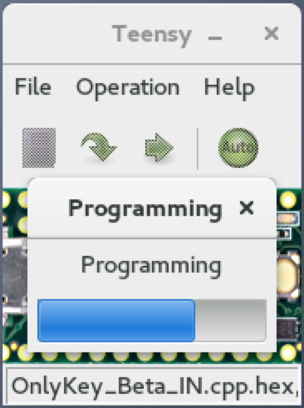 Teensy
File Operation Help
Auto
Programming
Programming
OnlyKey_Beta_IN.cpp.hex,